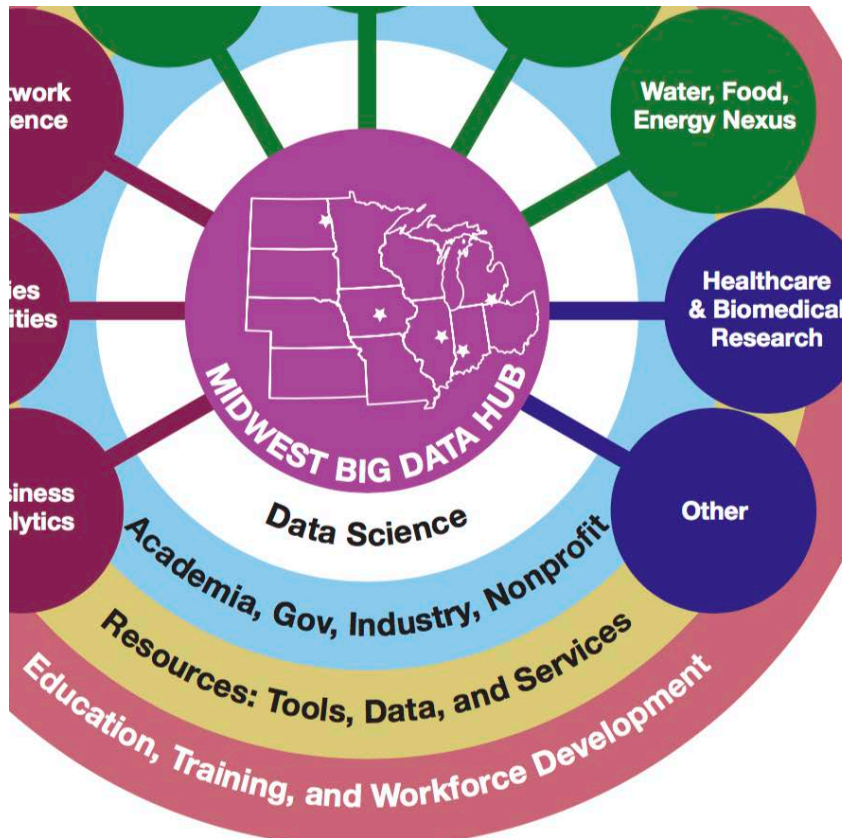 Water, Food,
Energy Nexus
Healthcare
& Biomedical
Research
MIDWEST BIG DATA HUB
siness
Other
Data Science
Academia, Gov, Industry, Nonprofit
Resources: Tools, Data, and Services
Education, Training, and Workforce Development